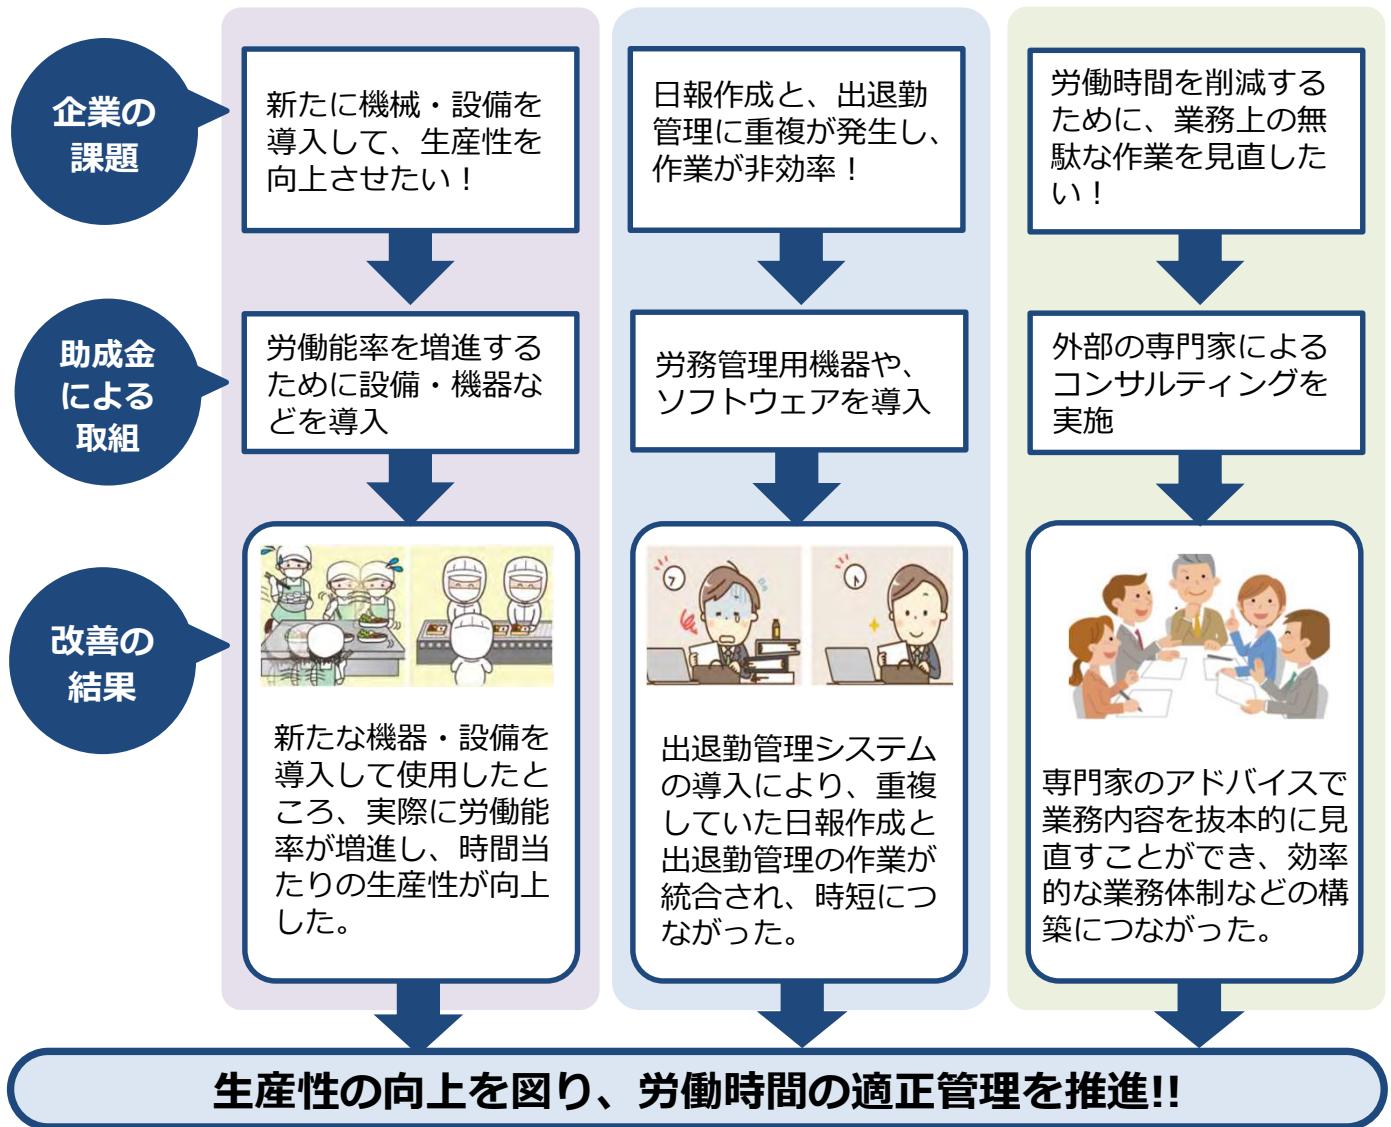 企業の
課題
新たに機械・設備を
導入して、生産性を
向上させたい！
日報作成と、出退勤
管理に重複が発生し、
作業が非効率！
労働時間を削減する
ために、業務上の無
駄な作業を見直した
い！
助成金
による
取組
労働能率を増進する
ために設備・機器な
どを導入
労務管理用機器や、
ソフトウェアを導入
外部の専門家による
コンサルティングを
実施
改善の
結果
新たな機器・設備を
導入して使用したと
ころ、実際に労働能
率が増進し、時間当
たりの生産性が向上
した。
出退勤管理システム
の導入により、重複
していた日報作成と
出退勤管理の作業が
統合され、時短につ
ながった。
専門家のアドバイスで
業務内容を抜本的に見
直すことができ、効率
的な業務体制などの構
築につながった。
生産性の向上を図り、労働時間の適正管理を推進!!